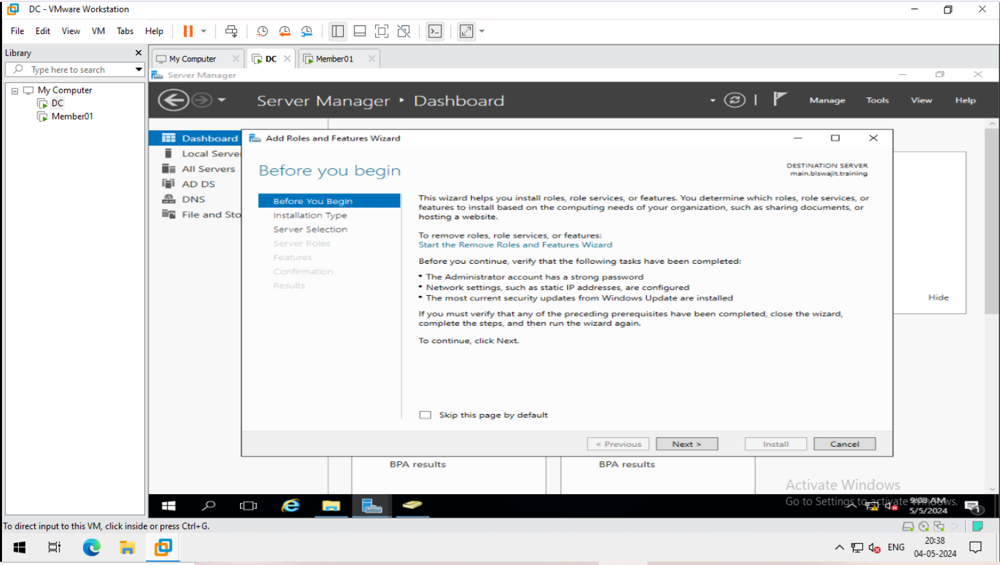 DC - VMware Workstation
File Edit View VM Tabs Help
Library
Type here to search
My Computer
DC
Member01
My Computer DC Member01
Server Manager
Server Manager Dashboard
Manage Tools View Help
Dashboard
Local Server
All Servers
AD DS
DNS
File and Sto
Add Roles and Features Wizard
Before you begin
DESTINATION SERVER
main.biswajit.training
Before You Begin
Installation Type
Server Selection
Server Roles
Features
Confirmation
Results
This wizard helps you install roles, role services, or features. You determine which roles, role services, or
features to install based on the computing needs of your organization, such as sharing documents, or
hosting a website.
To remove roles, role services, or features:
Start the Remove Roles and Features Wizard
Before you continue, verify that the following tasks have been completed:
• The Administrator account has a strong password
• Network settings, such as static IP addresses, are configured
• The most current security updates from Windows Update are installed
If you must verify that any of the preceding prerequisites have been completed, close the wizard,
complete the steps, and then run the wizard again.
To continue, click Next.
Skip this page by default
< Previous Next > Install Cancel
Hide
BPA results BPA results
Activate Windows
Go to Settings to activate Windows.
9:08 AM
5/5/2024
1
To direct input to this VM, click inside or press Ctrl+G.
ENG
20:38
04-05-2024